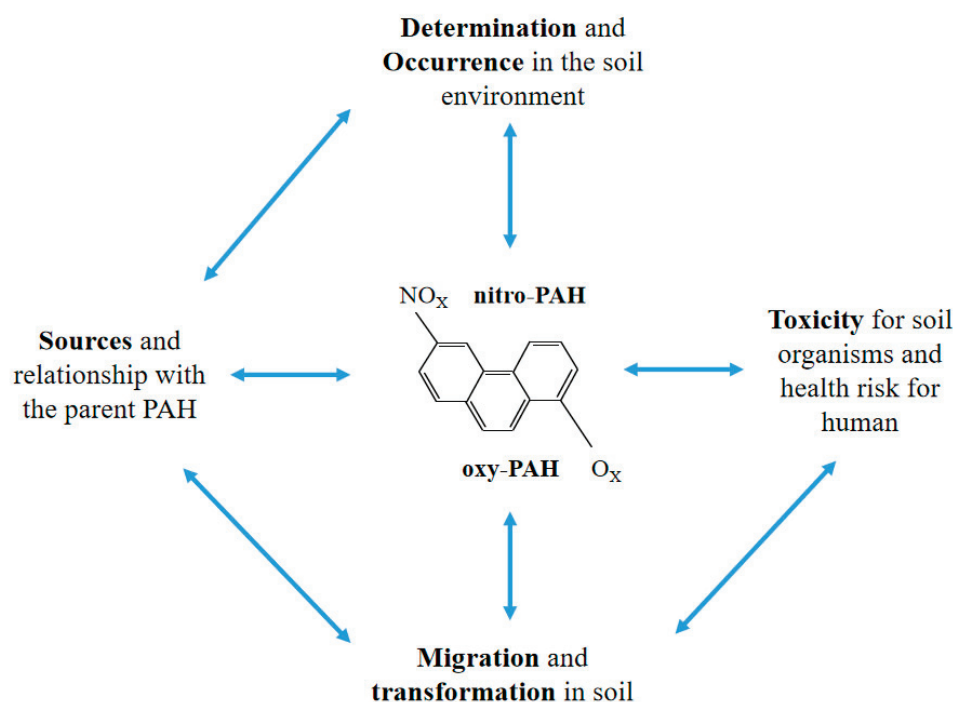 Determination and
Occurrence in the soil
environment
NOX nitro-PAH
Sources and
relationship with
the parent PAH
Toxicity for soil
organisms and
health risk for
human
oxy-PAH OX
Migration and
transformation in soil